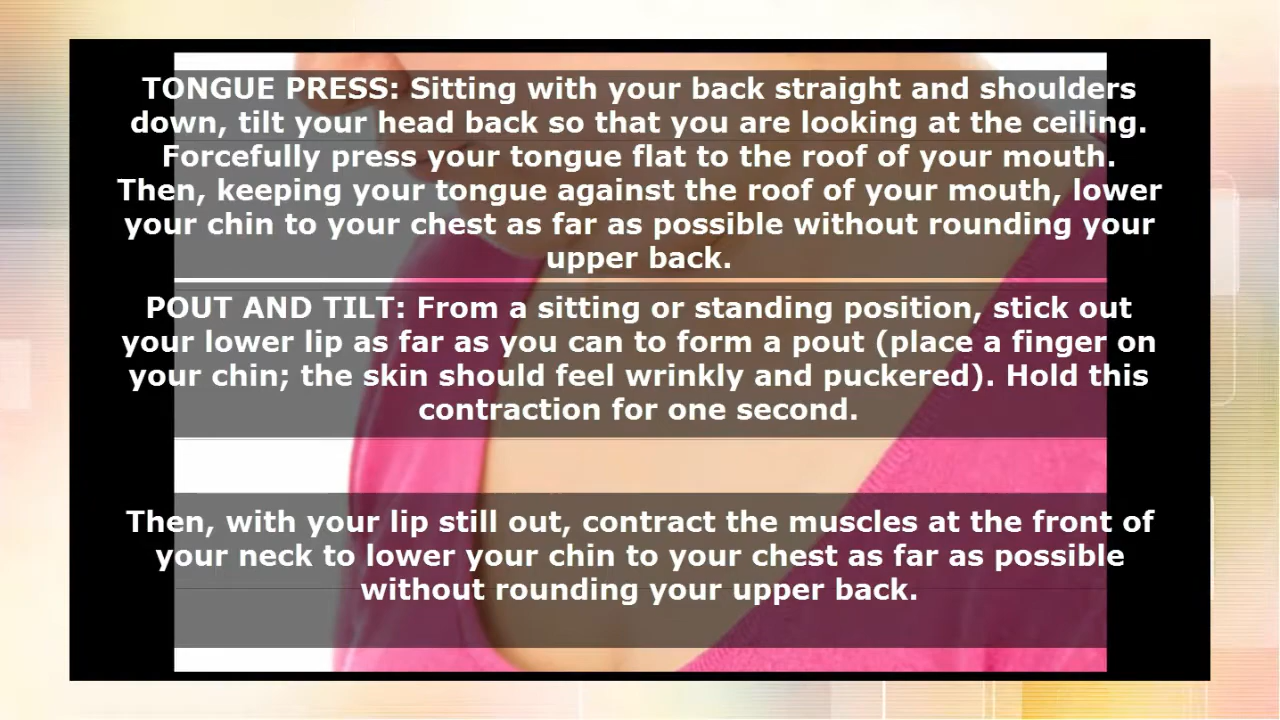 TONGUE PRESS: Sitting with your back straight and shoulders
down, tilt your head back so that you are looking at the ceiling.
Forcefully press your tongue flat to the roof of your mouth.
Then, keeping your tongue against the roof of your mouth, lower
your chin to your chest as far as possible without rounding your
upper back.
POUT AND TILT: From a sitting or standing position, stick out
your lower lip as far as you can to form a pout (place a finger on
your chin; the skin should feel wrinkly and puckered). Hold this
contraction for one second.
Then, with your lip still out, contract the muscles at the front of
your neck to lower your chin to your chest as far as possible
without rounding your upper back.